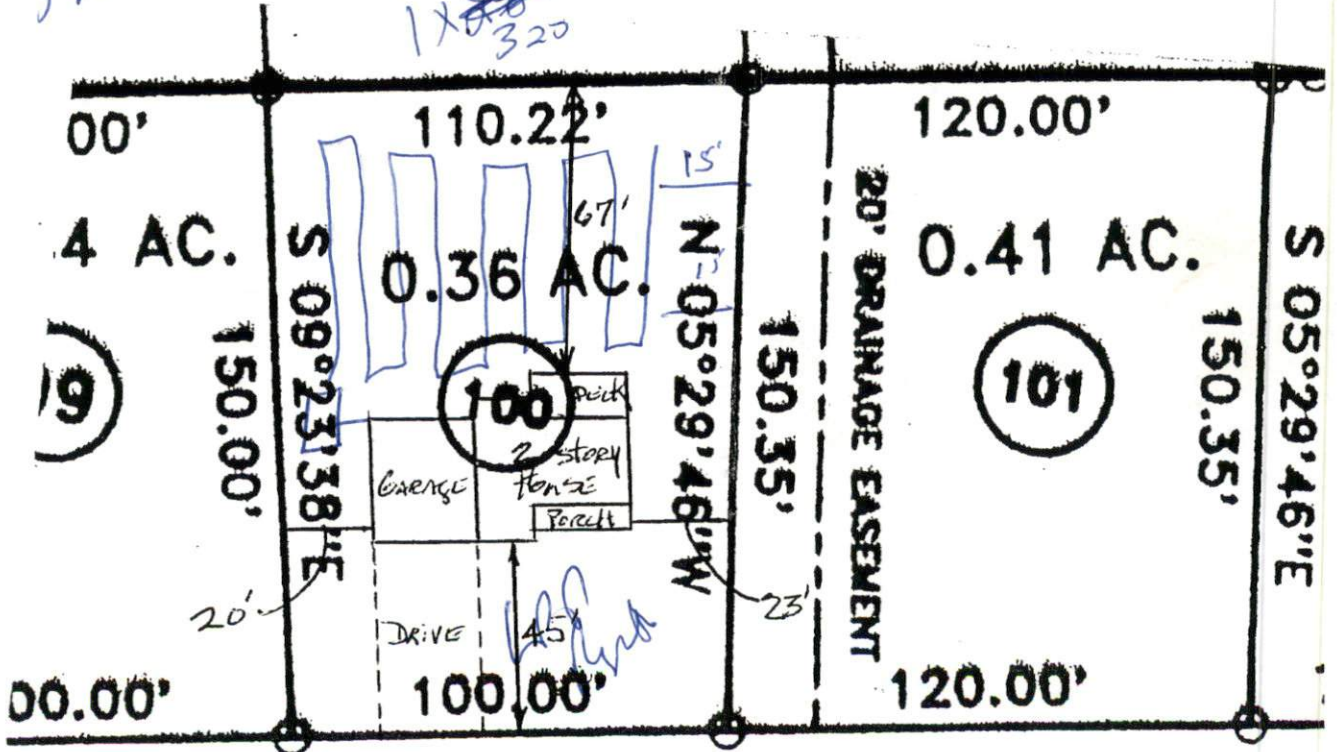 1 X
320
00'
110.22'
120.00'
15'
67'
4 AC.
0.36 AC.
0.41 AC.
S 09°23'38"E
N 05°29'46"W
20' DRAINAGE EASEMENT
S 05°29'46"E
150.00'
150.35'
150.35'
100
101
DECK
2 STORY
HOUSE
GARAGE
PORCH
20'
23'
DRIVE
45'
00.00'
100.00'
120.00'